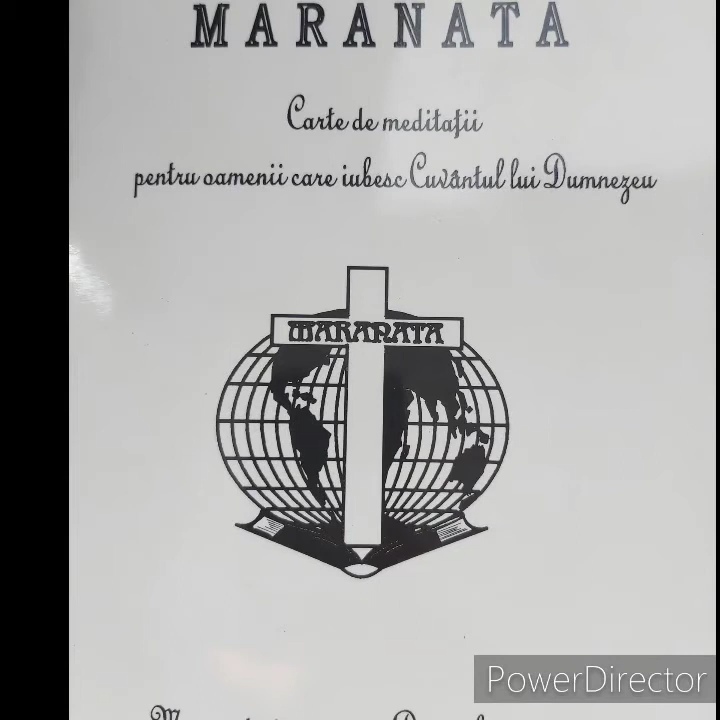 MARANATA
Carte de meditații
pentru oamenii care iubesc Cuvântul lui Dumnezeu
MARANATA
PowerDirector